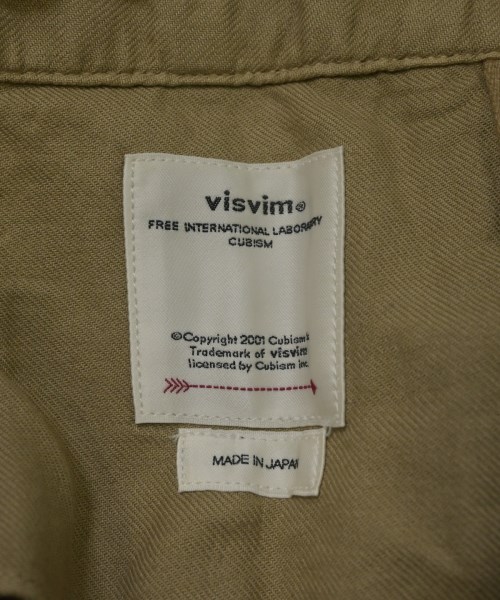 visvim®
FREE INTERNATIONAL LABORATORY
CUBISM
©Copyright 2001 Cubism
Trademark of visvim
licensed by Cubism inc.
MADE IN JAPAN